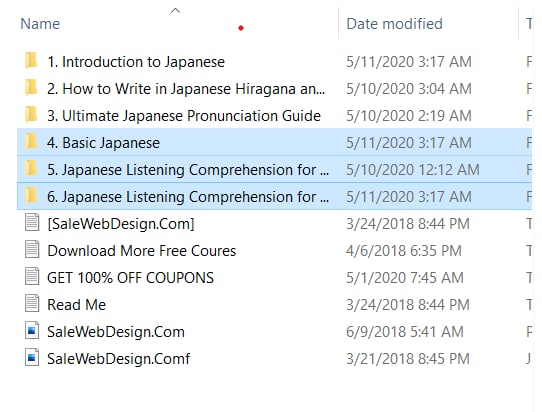 Name Date modified T
1. Introduction to Japanese 5/11/2020 3:17 AM F
2. How to Write in Japanese Hiragana an... 5/10/2020 3:04 AM F
3. Ultimate Japanese Pronunciation Guide 5/10/2020 2:19 AM F
4. Basic Japanese 5/11/2020 3:17 AM F
5. Japanese Listening Comprehension for ... 5/10/2020 12:12 AM F
6. Japanese Listening Comprehension for ... 5/11/2020 3:17 AM F
[SaleWebDesign.Com] 3/24/2018 8:44 PM T
Download More Free Coures 4/6/2018 6:35 PM T
GET 100% OFF COUPONS 5/1/2020 7:45 AM T
Read Me 3/24/2018 8:44 PM T
SaleWebDesign.Com 6/9/2018 5:41 AM P
SaleWebDesign.Comf 3/21/2018 8:45 PM J